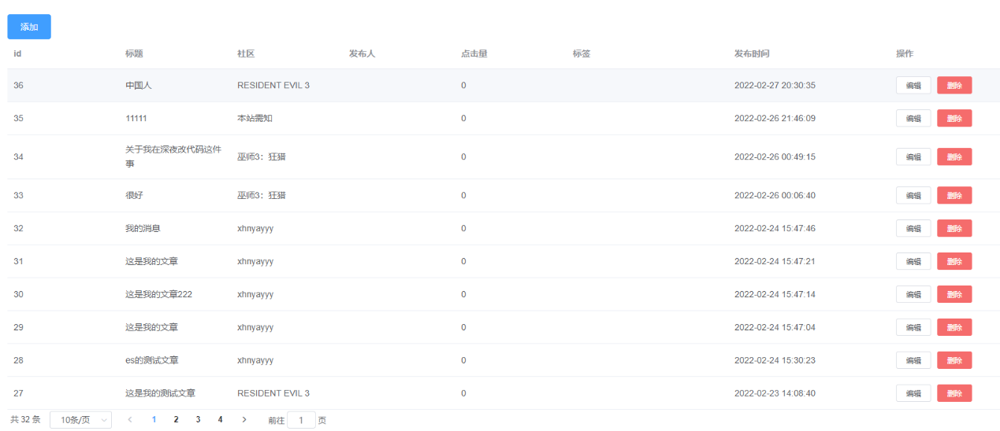 添加
id 标题 社区 发布人 点击量 标签 发布时间 操作
36 中国人 RESIDENT EVIL 3 0 2022-02-27 20:30:35 编辑 删除
35 11111 本站需知 0 2022-02-26 21:46:09 编辑 删除
34 关于我在深夜改代码这件 巫师3：狂猎 0 2022-02-26 00:49:15 编辑 删除
事
33 很好 巫师3：狂猎 0 2022-02-26 00:06:40 编辑 删除
32 我的消息 xhnyayyy 0 2022-02-24 15:47:46 编辑 删除
31 这是我的文章 xhnyayyy 0 2022-02-24 15:47:21 编辑 删除
30 这是我的文章222 xhnyayyy 0 2022-02-24 15:47:14 编辑 删除
29 这是我的文章 xhnyayyy 0 2022-02-24 15:47:04 编辑 删除
28 es的测试文章 xhnyayyy 0 2022-02-24 15:30:23 编辑 删除
27 这是我的测试文章 RESIDENT EVIL 3 0 2022-02-23 14:08:40 编辑 删除
共 32 条 10条/页 1 2 3 4 前往 1 页